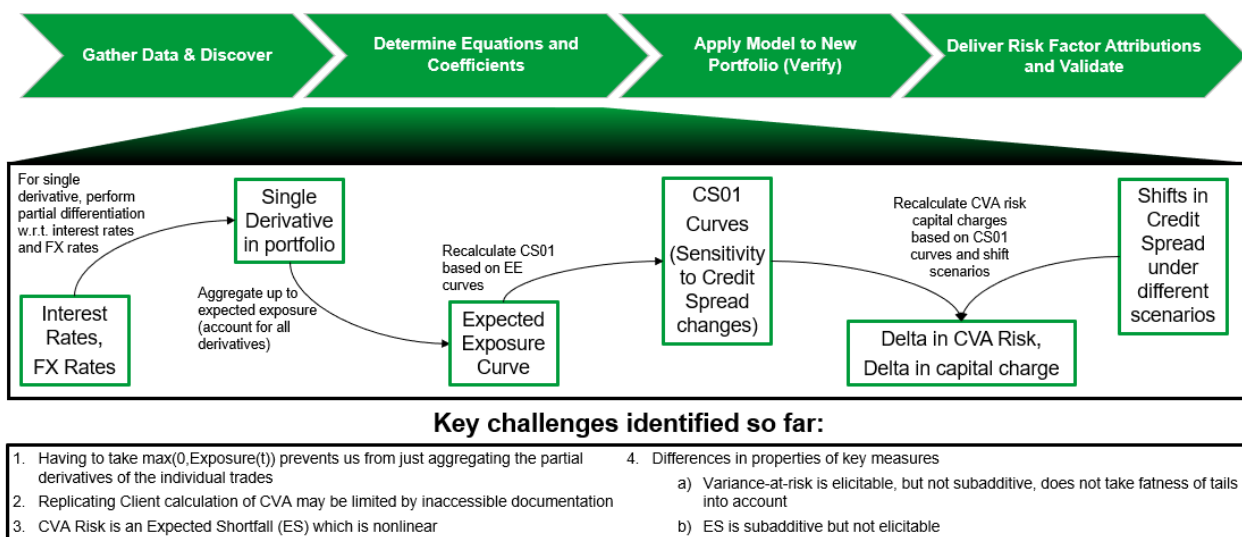 Gather Data & Discover
Determine Equations and
Coefficients
Apply Model to New
Portfolio (Verify)
Deliver Risk Factor Attributions
and Validate
For single
derivative, perform
partial differentiation
w.r.t. interest rates
and FX rates
Interest
Rates,
FX Rates
Single
Derivative
in portfolio
Aggregate up to
expected exposure
(account for all
derivatives)
Recalculate CS01
based on EE
curves
Expected
Exposure
Curve
CS01
Curves
(Sensitivity
to Credit
Spread
changes)
Recalculate CVA risk
capital charges
based on CS01
curves and shift
scenarios
Delta in CVA Risk,
Delta in capital charge
Shifts in
Credit
Spread
under
different
scenarios
Key challenges identified so far:
1. Having to take max(0,Exposure(t)) prevents us from just aggregating the partial
derivatives of the individual trades
2. Replicating Client calculation of CVA may be limited by inaccessible documentation
3. CVA Risk is an Expected Shortfall (ES) which is nonlinear
4. Differences in properties of key measures
a) Variance-at-risk is elicitable, but not subadditive, does not take fatness of tails
into account
b) ES is subadditive but not elicitable